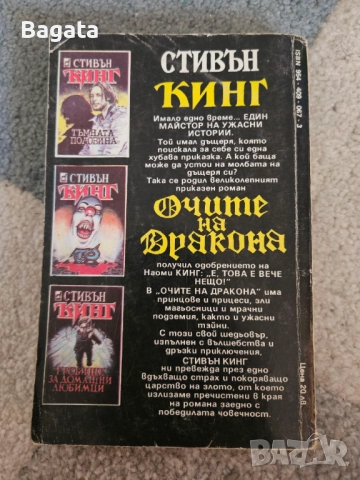 Bagata
СТИВЪН
КИНГ
ТЪМНАТА
ПОЛОВИНА
СТИВЪН
КИНГ
СТИВЪН
КИНГ
ГРОБИЩЕ
ЗА ДОМАШНИ
ЛЮБИМЦИ
СТИВЪН
КИНГ
Имало едно време... ЕДИН
МАЙСТОР НА УЖАСНИ
ИСТОРИИ.
Той имал дъщеря, която
поискала за себе си една
хубава приказка. А кой баща
може да устои на молбата на
дъщеря си?
Така се родил великолепният
приказен роман
Очите
на
Дракона
получил одобрението на
Наоми КИНГ: „Е, ТОВА Е ВЕЧЕ
НЕЩО!"
В „ОЧИТЕ НА ДРАКОНА" има
принцове и прицеси, зли
магьосници и мрачни
подземия, както и ужасни
тайни.
С този свой шедьовър,
изпълнен с вълшебства и
дръзки приключения,
СТИВЪН КИНГ
ни превежда през едно
вдъхващо страх и покоряващо
царство на злото, от което
излизаме пречистени в края
на романа заедно с
победилата човечност.
ISBN 954 - 409 - 067 - 3
Цена 20 лв.
BAZAR
.bg